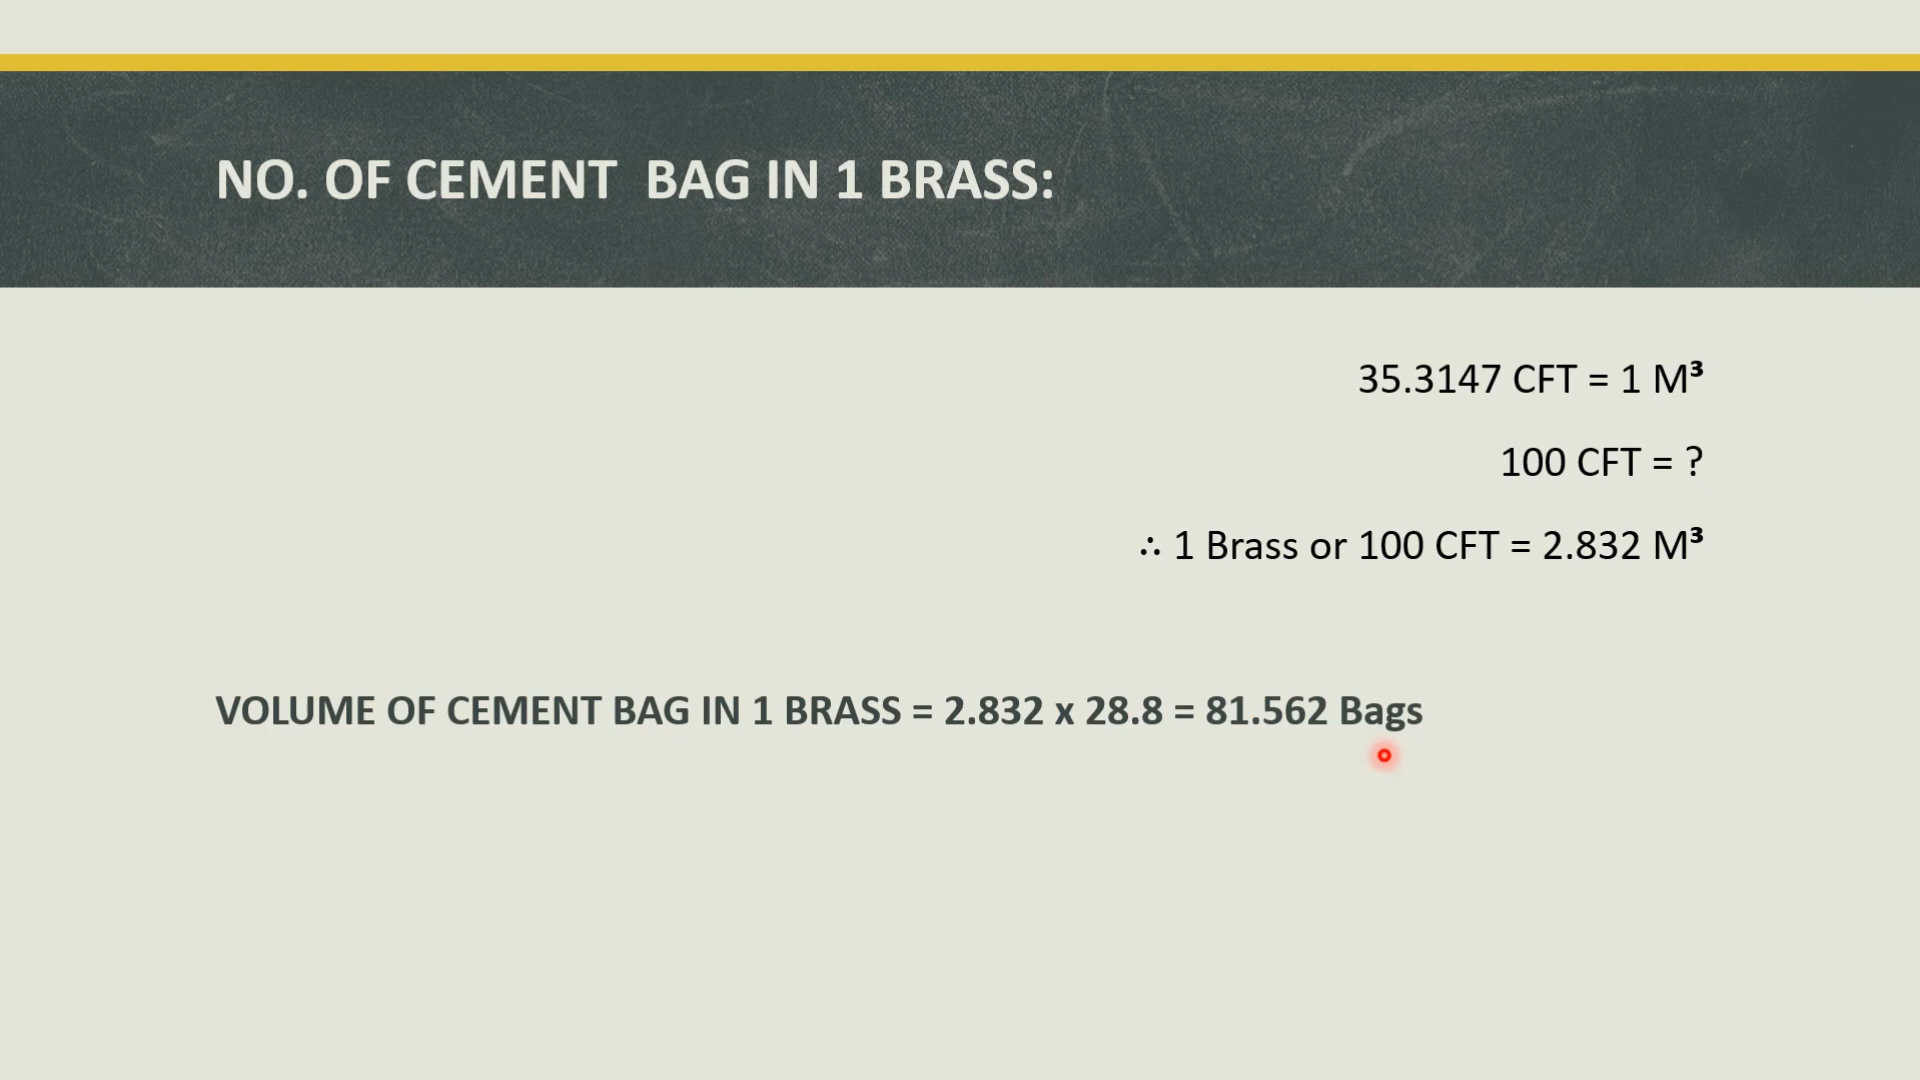 NO. OF CEMENT  BAG IN 1 BRASS:
35.3147 CFT = 1 M³
100 CFT = ?
∴ 1 Brass or 100 CFT = 2.832 M³
VOLUME OF CEMENT BAG IN 1 BRASS = 2.832 x 28.8 = 81.562 Bags